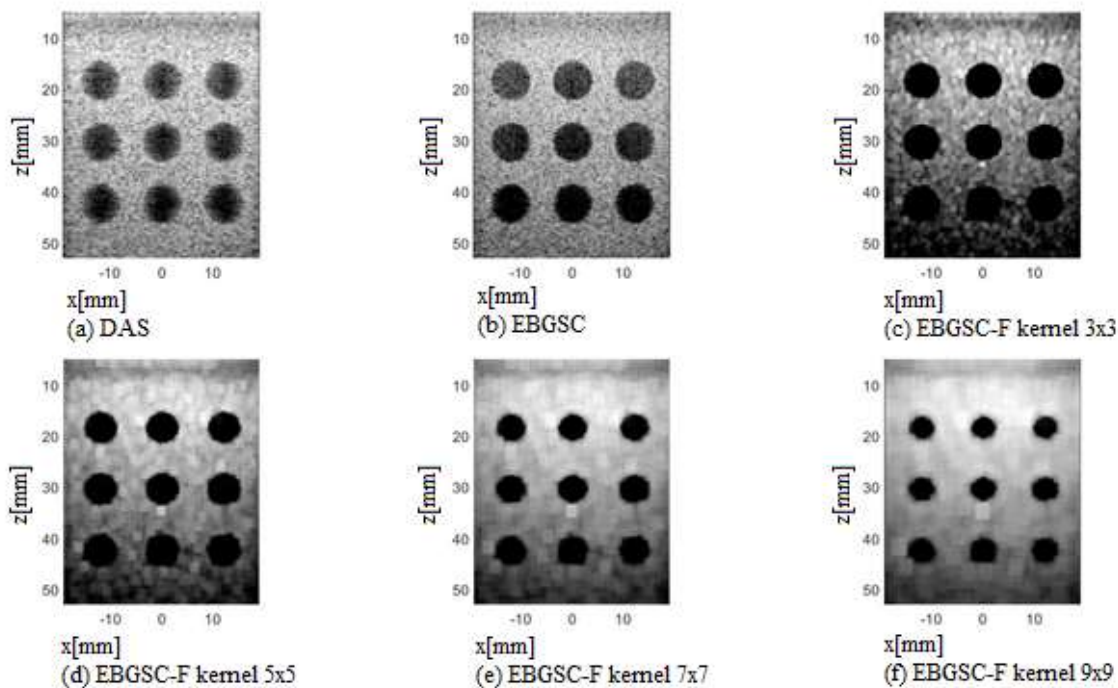 10
20
z[mm]
30
40
50
-10 0 10
x[mm]
(a) DAS
10
20
z[mm]
30
40
50
-10 0 10
x[mm]
(b) EBGSC
10
20
z[mm]
30
40
50
-10 0 10
x[mm]
(c) EBGSC-F kernel 3x3
10
20
z[mm]
30
40
50
-10 0 10
x[mm]
(d) EBGSC-F kernel 5x5
10
20
z[mm]
30
40
50
-10 0 10
x[mm]
(e) EBGSC-F kernel 7x7
10
20
z[mm]
30
40
50
-10 0 10
x[mm]
(f) EBGSC-F kernel 9x9